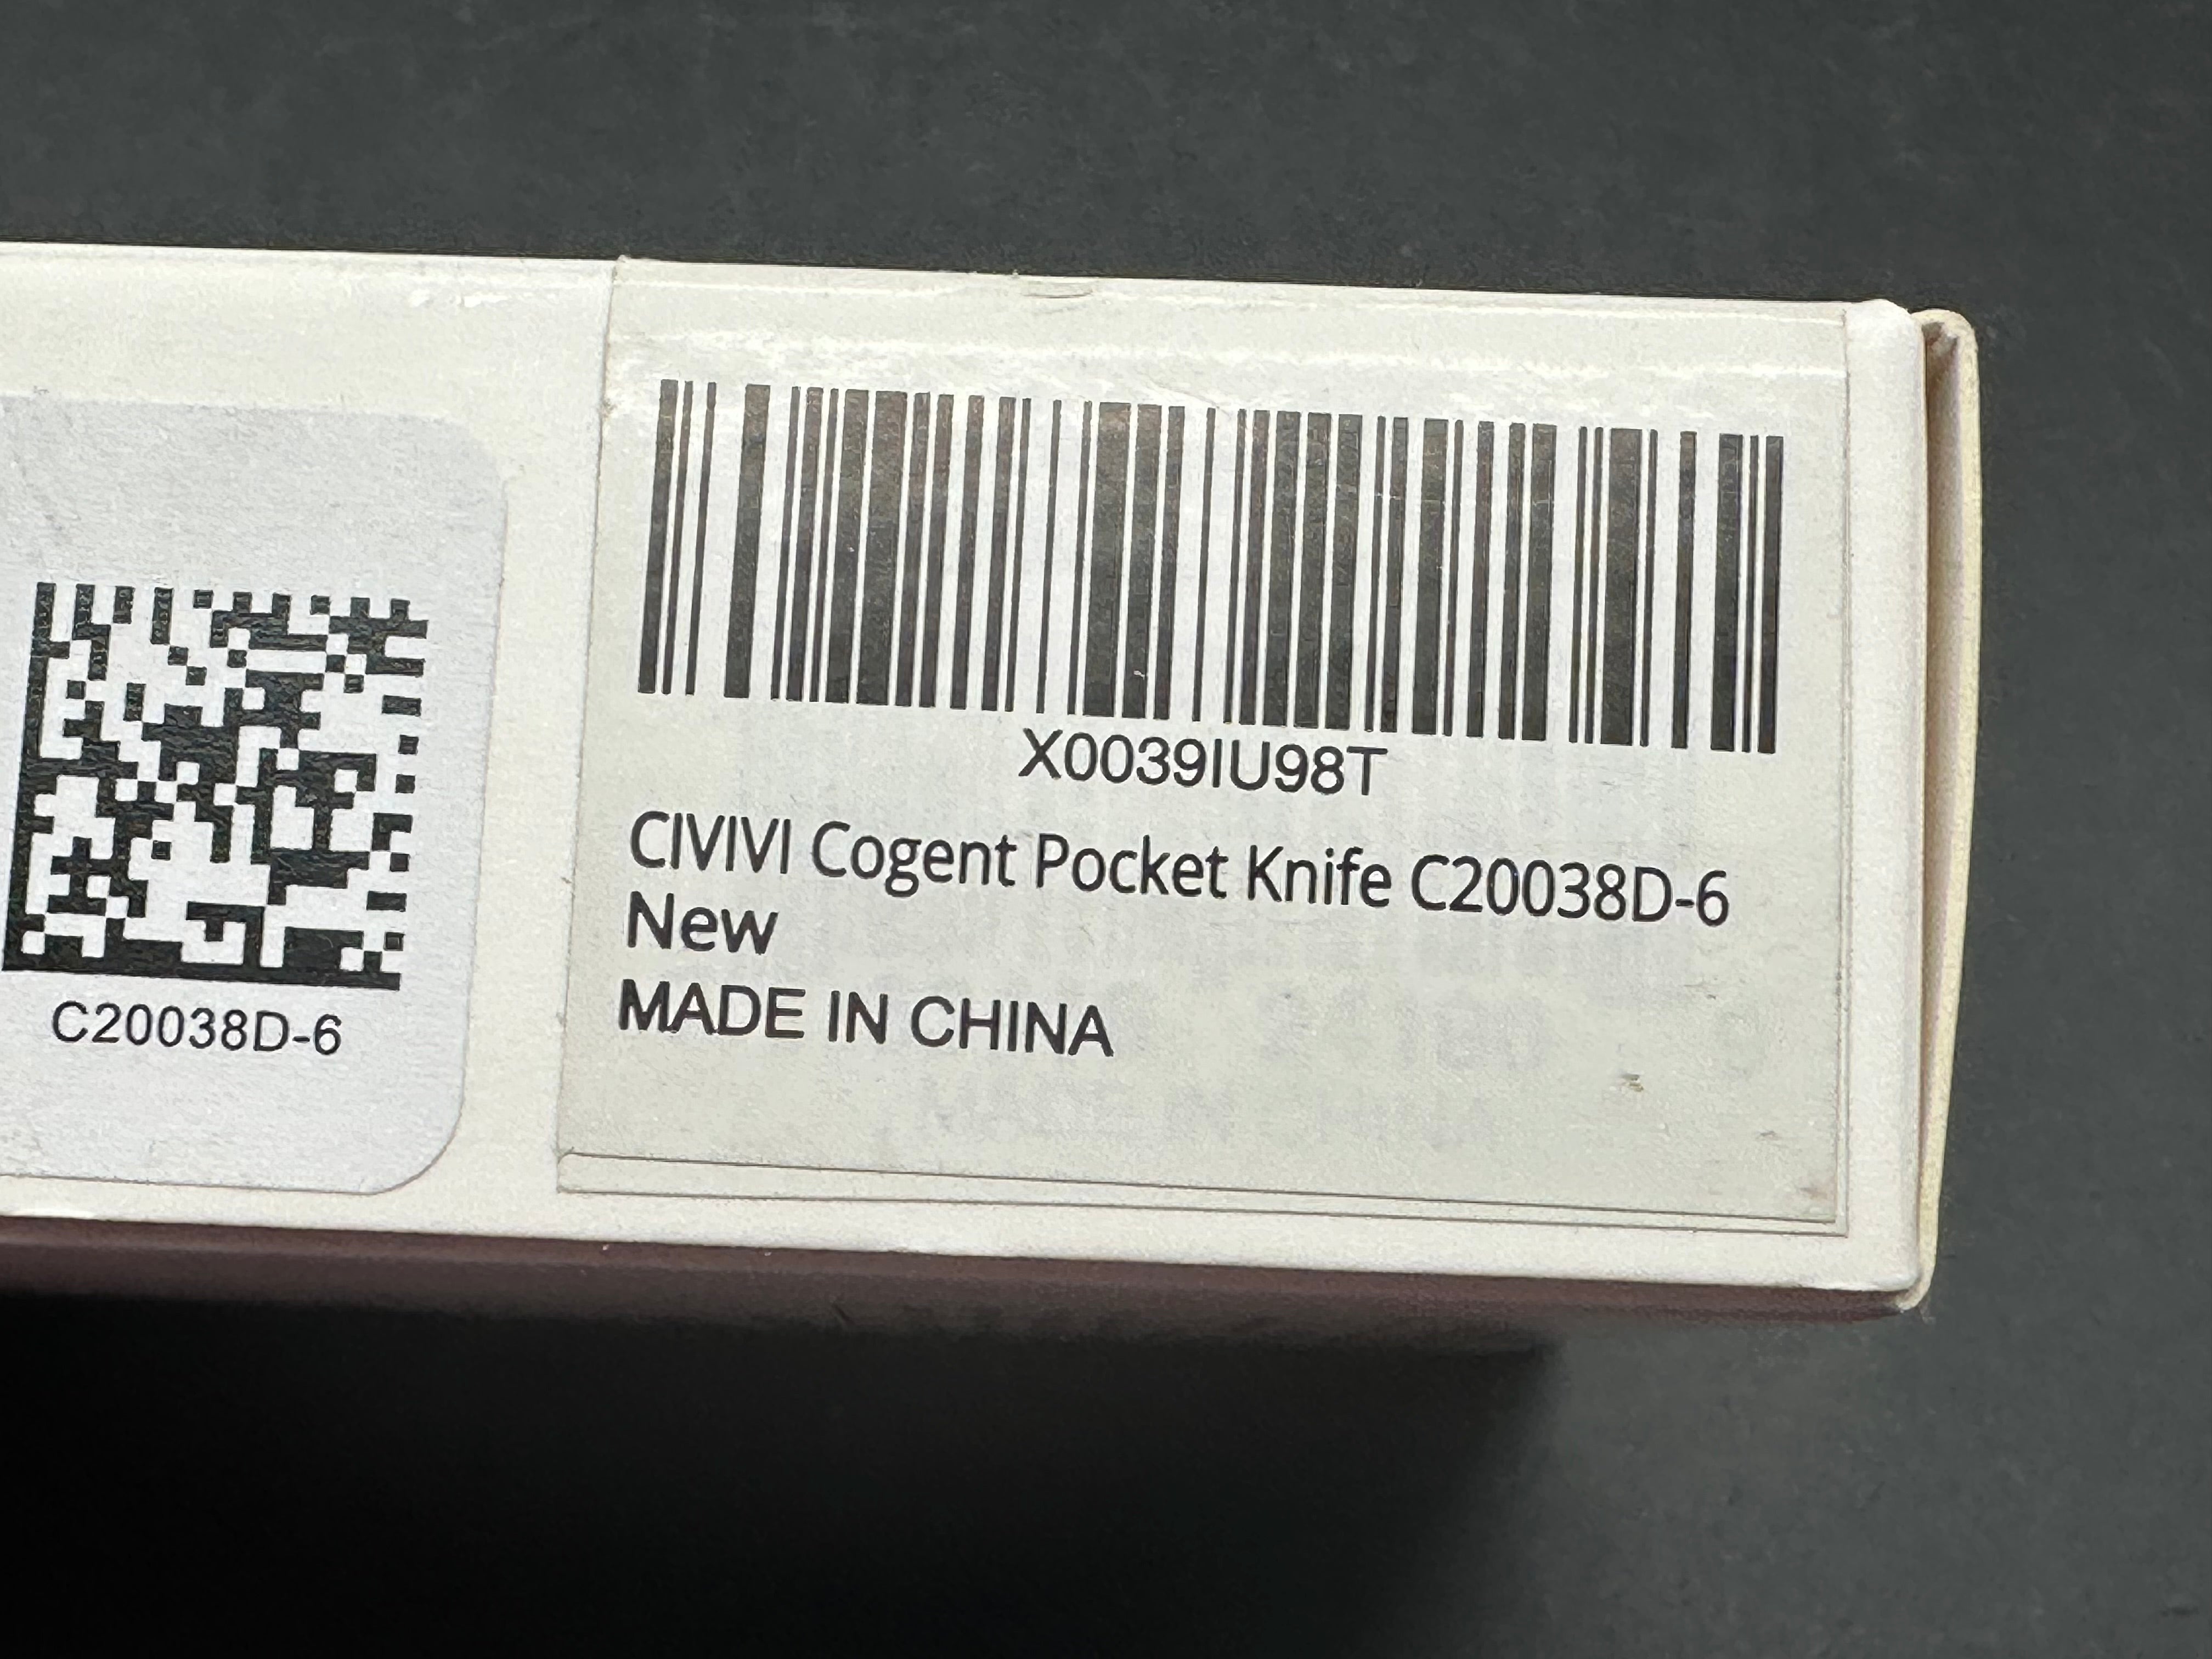 X0039IU98T
CIVIVI Cogent Pocket Knife C20038D-6
New
MADE IN CHINA
C20038D-6